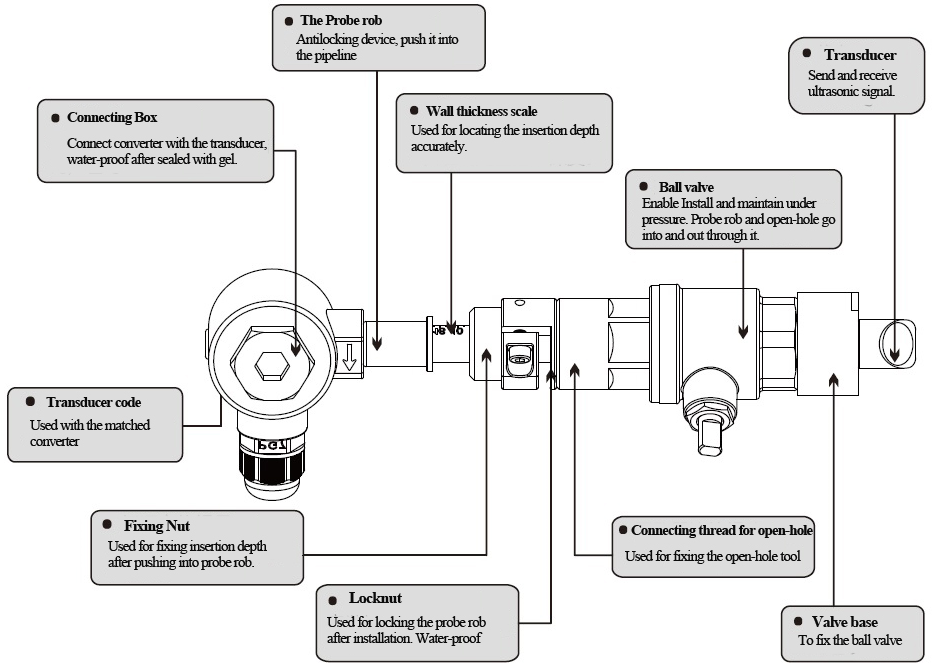 The Probe rob
Antilocking device, push it into
the pipeline
Transducer
Send and receive
ultrasonic signal.
Connecting Box
Connect converter with the transducer,
water-proof after sealed with gel.
Wall thickness scale
Used for locating the insertion depth
accurately.
Ball valve
Enable Install and maintain under
pressure. Probe rob and open-hole go
into and out through it.
Transducer code
Used with the matched
converter
PG7
Fixing Nut
Used for fixing insertion depth
after pushing into probe rob.
Connecting thread for open-hole
Used for fixing the open-hole tool
Locknut
Used for locking the probe rob
after installation. Water-proof
Valve base
To fix the ball valve